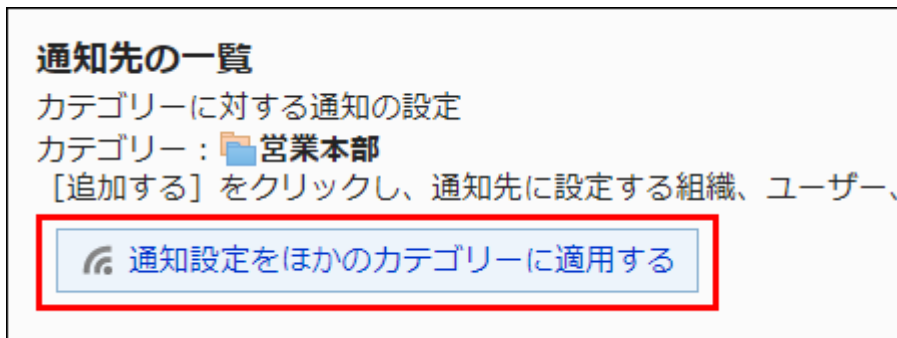 通知先の一覧
カテゴリーに対する通知の設定
カテゴリー：営業本部
［追加する］をクリックし、通知先に設定する組織、ユーザー、
通知設定をほかのカテゴリーに適用する